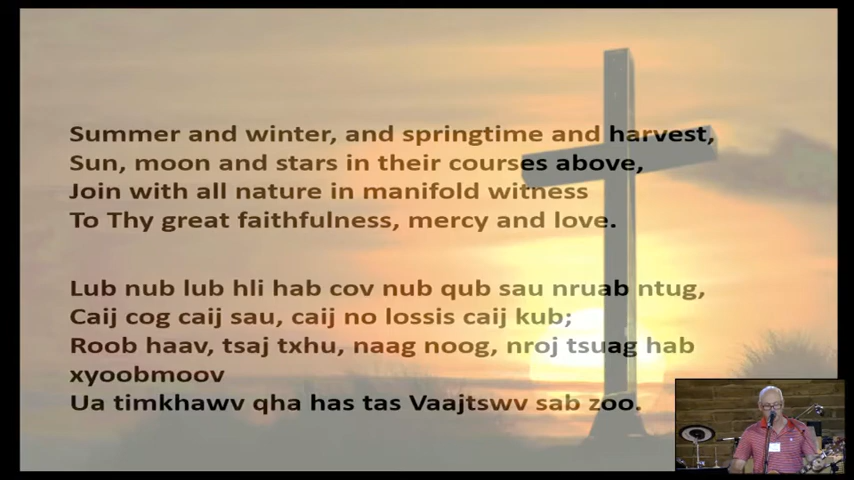 Summer and winter, and springtime and harvest,
Sun, moon and stars in their courses above,
Join with all nature in manifold witness
To Thy great faithfulness, mercy and love.
Lub nub lub hli hab cov nub qub sau nruab ntug,
Caij cog caij sau, caij no lossis caij kub;
Roob haav, tsaj txhu, naag noog, nroj tsuag hab
xyoobmoov
Ua timkhawv qha has tas Vaajtswv sab zoo.